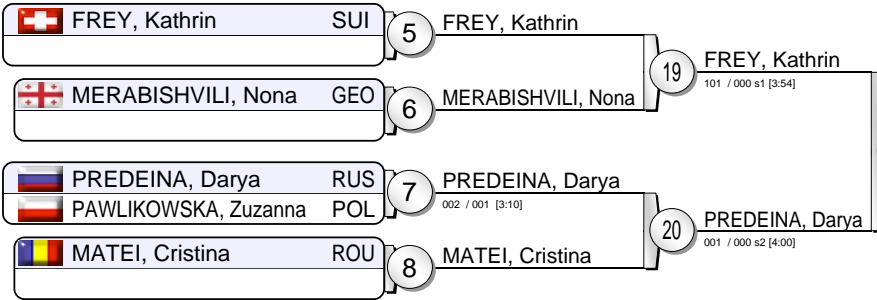 FREY, Kathrin SUI
5
FREY, Kathrin
MERABISHVILI, Nona GEO
6
MERABISHVILI, Nona
19
FREY, Kathrin
101 / 000 s1 [3:54]
PREDEINA, Darya RUS
PAWLIKOWSKA, Zuzanna POL
7
PREDEINA, Darya
002 / 001 [3:10]
MATEI, Cristina ROU
8
MATEI, Cristina
20
PREDEINA, Darya
001 / 000 s2 [4:00]